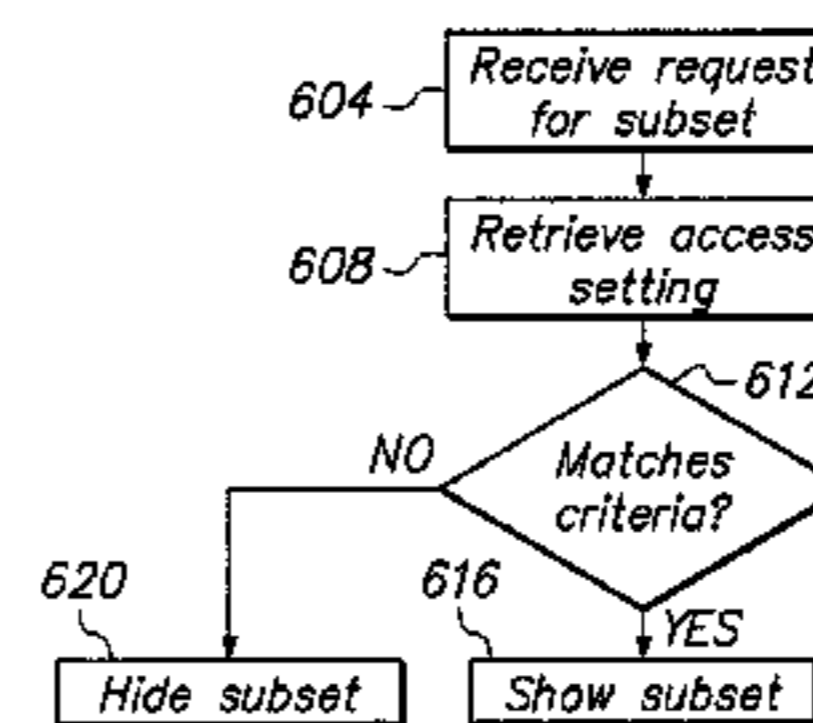 604
Receive request
for subset
608
Retrieve access
setting
612
NO
Matches
criteria?
620
616
YES
Hide subset
Show subset